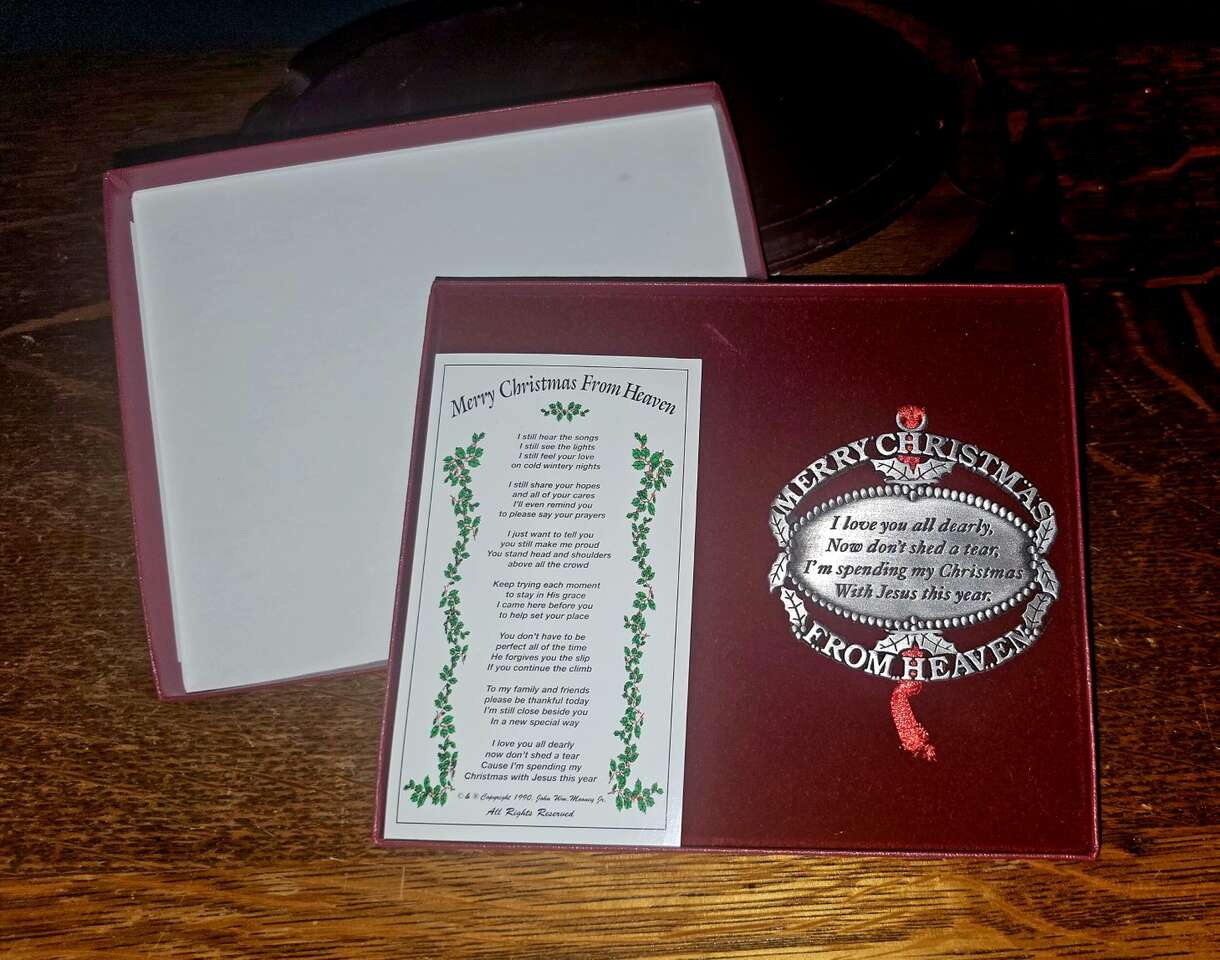 Merry Christmas From Heaven
I still hear the songs
I still see the lights
I still feel your love
on cold wintery nights
I still share your hopes
and all of your cares
I'll even remind you
to please say your prayers
I just want to tell you
you still make me proud
You stand head and shoulders
above all the crowd
Keep trying each moment
to stay in His grace
I came here before you
to help set your place
You don't have to be
perfect all of the time
He forgives you the slip
If you continue the climb
To my family and friends
please be thankful today
I'm still close beside you
In a new special way
I love you all dearly
now don't shed a tear
Cause I'm spending my
Christmas with Jesus this year
© & ® Copyright 1990, John Wm. Mooney Jr.
All Rights Reserved
MERRY CHRISTMAS
I love you all dearly,
Now don't shed a tear,
I'm spending my Christmas
With Jesus this year.
FROM HEAVEN